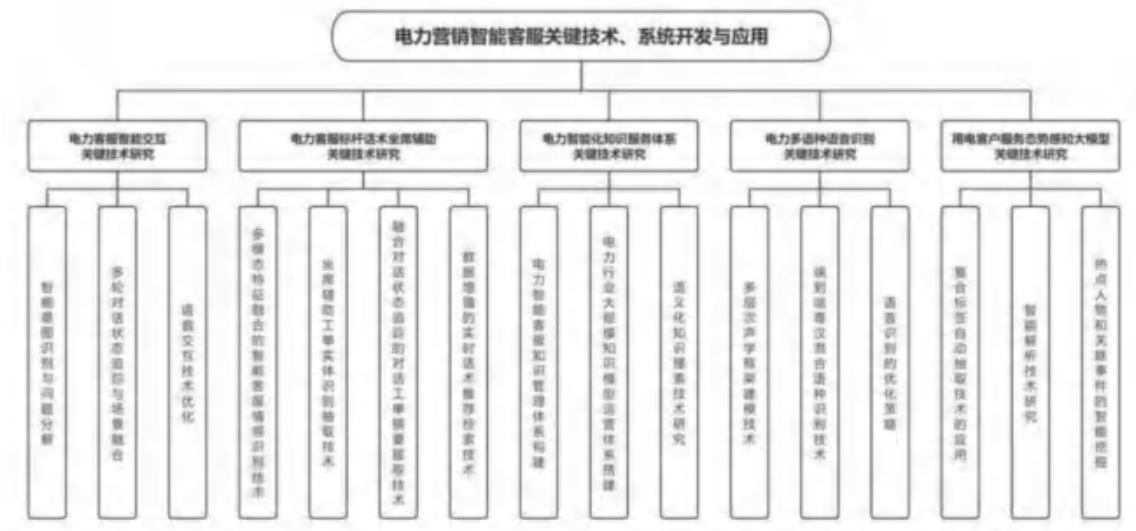 电力营销智能客服关键技术、系统开发与应用
电力客服智能交互
关键技术研究
电力客服标杆话术坐席辅助
关键技术研究
电力智能化知识服务体系
关键技术研究
电力多语种语音识别
关键技术研究
用电客户服务态势感知大模型
关键技术研究
智能意图识别与问题分解
多轮对话状态追踪与场景融合
语音交互技术优化
多模态特征融合的智能客服情感识别技术
坐席辅助工单实体识别抽取技术
融合对话状态追踪的对话工单摘要提取技术
数据增强的实时话术推荐检索技术
电力智能客服知识管理体系构建
电力行业大规模知识模型运营体系搭建
语义化知识搜索技术研究
多层次声学框架建模技术
端到端粤汉混合语种识别技术
语音识别的优化策略
复合标签自动抽取技术的应用
智能解析技术研究
热点人物和关联事件的智能挖掘